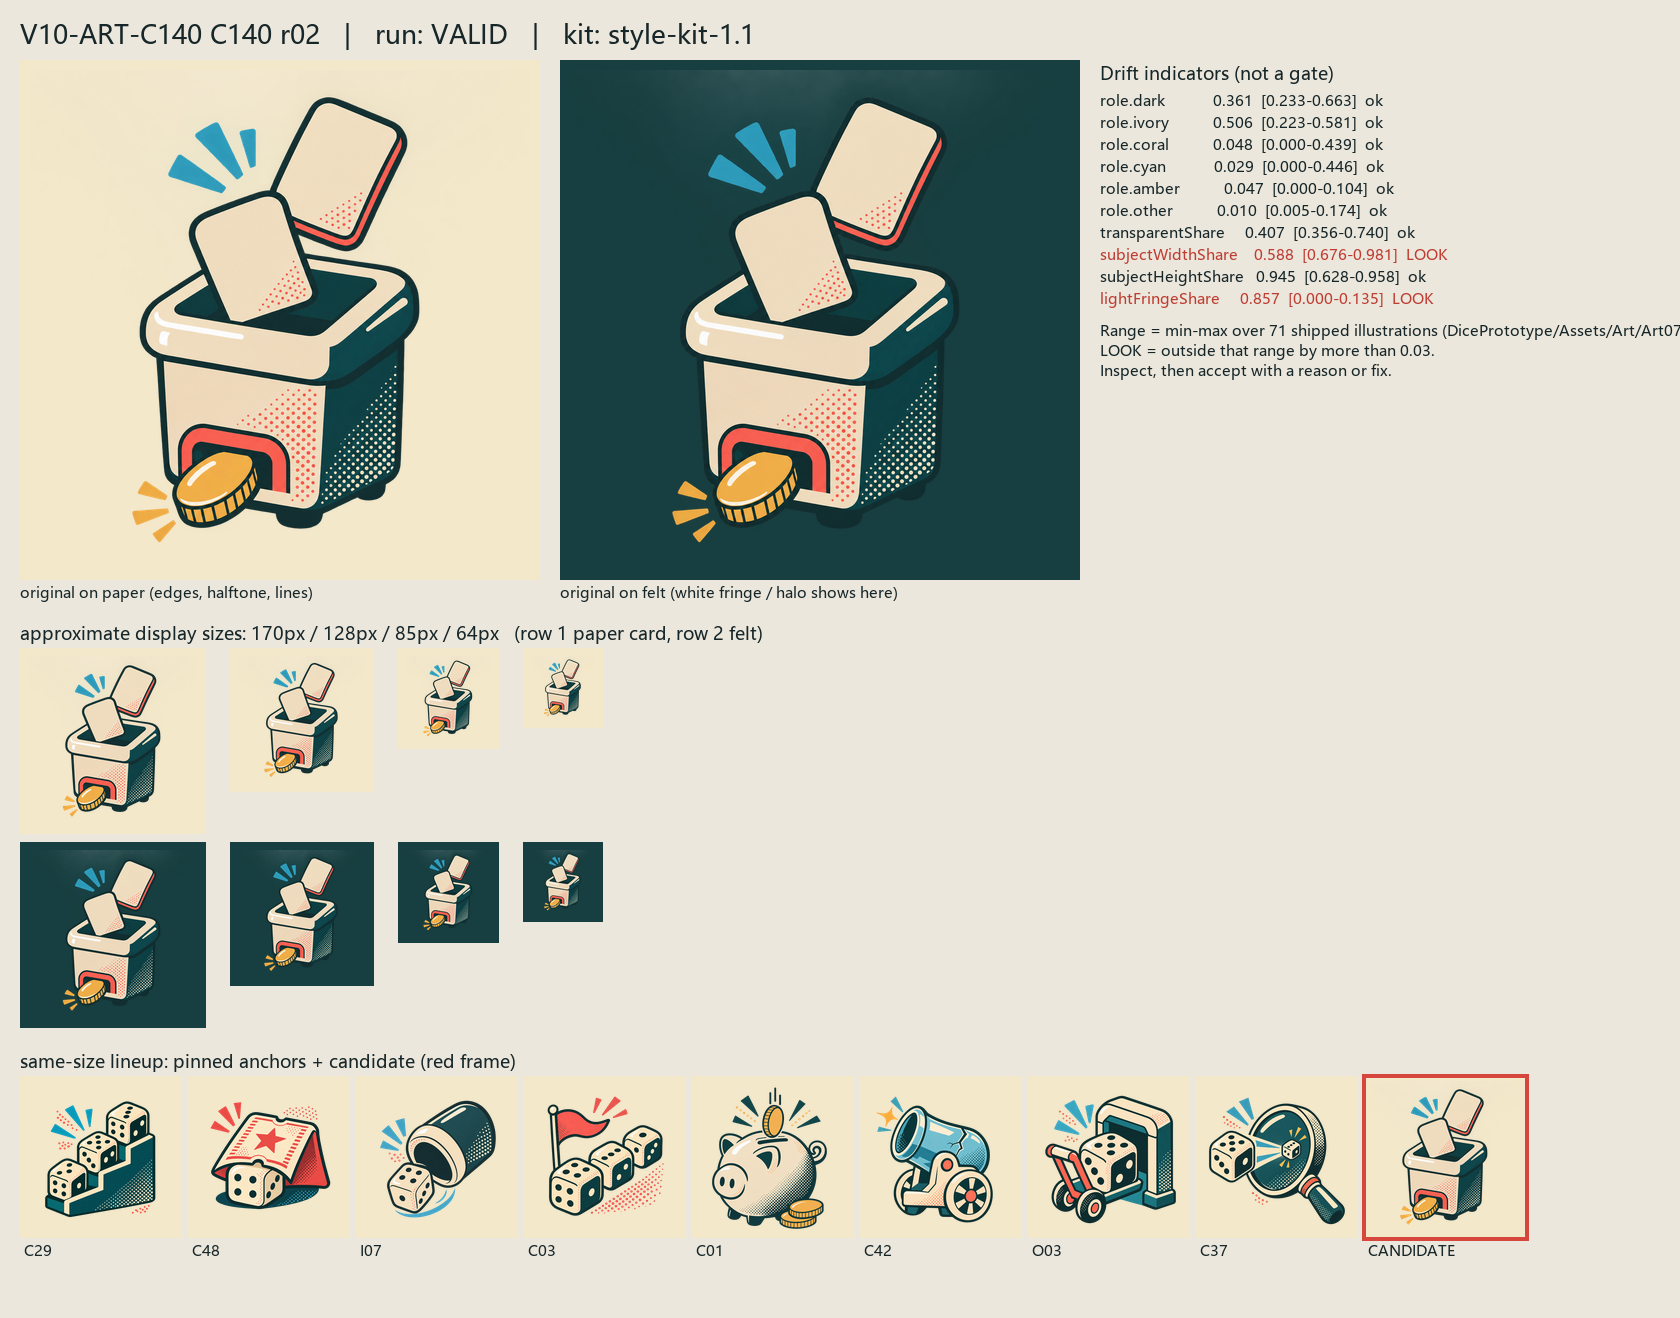 V10-ART-C140 C140 r02 | run: VALID | kit: style-kit-1.1
Drift indicators (not a gate)
role.dark 0.361 [0.233-0.663] ok
role.ivory 0.506 [0.223-0.581] ok
role.coral 0.048 [0.000-0.439] ok
role.cyan 0.029 [0.000-0.446] ok
role.amber 0.047 [0.000-0.104] ok
role.other 0.010 [0.005-0.174] ok
transparentShare 0.407 [0.356-0.740] ok
subjectWidthShare 0.588 [0.676-0.981] LOOK
subjectHeightShare 0.945 [0.628-0.958] ok
lightFringeShare 0.857 [0.000-0.135] LOOK
Range = min-max over 71 shipped illustrations (DicePrototype/Assets/Art/Art07
LOOK = outside that range by more than 0.03.
Inspect, then accept with a reason or fix.
original on paper (edges, halftone, lines)
original on felt (white fringe / halo shows here)
approximate display sizes: 170px / 128px / 85px / 64px (row 1 paper card, row 2 felt)
same-size lineup: pinned anchors + candidate (red frame)
C29
C48
I07
C03
C01
C42
O03
C37
CANDIDATE